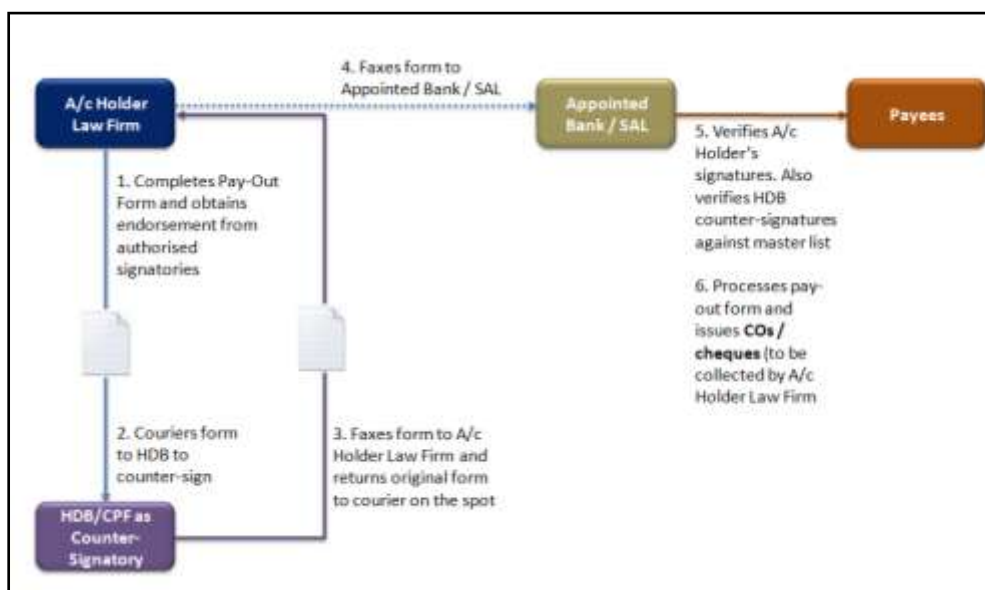 4. Faxes form to
Appointed Bank / SAL
A/c Holder
Law Firm
Appointed
Bank / SAL
Payees
1. Completes Pay-Out
Form and obtains
endorsement from
authorised
signatories
5. Verifies A/c
Holder's
signatures. Also
verifies HDB
counter-signatures
against master list
6. Processes pay-
out form and
issues COs /
cheques (to be
collected by A/c
Holder Law Firm
2. Couriers form
to HDB to
counter-sign
3. Faxes form to A/c
Holder Law Firm and
returns original form
to courier on the spot
HDB/CPF as
Counter-
Signatory